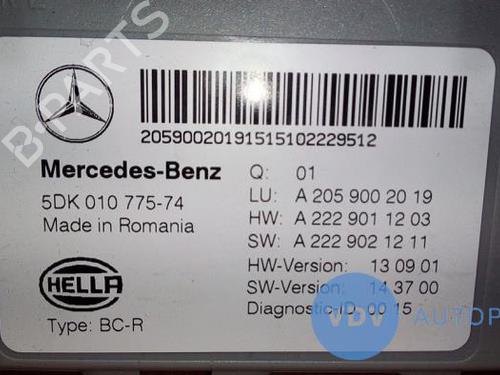 B-PARTS
20590020191515102229512
Mercedes-Benz
Q: 01
5DK 010 775-74
LU: A 205 900 20 19
Made in Romania
HW: A 222 901 12 03
SW: A 222 902 12 11
HELLA
HW-Version: 13 09 01
SW-Version: 14 37 00
Diagnostic-ID: 00 15
Type: BC-R
VDV AUTOP